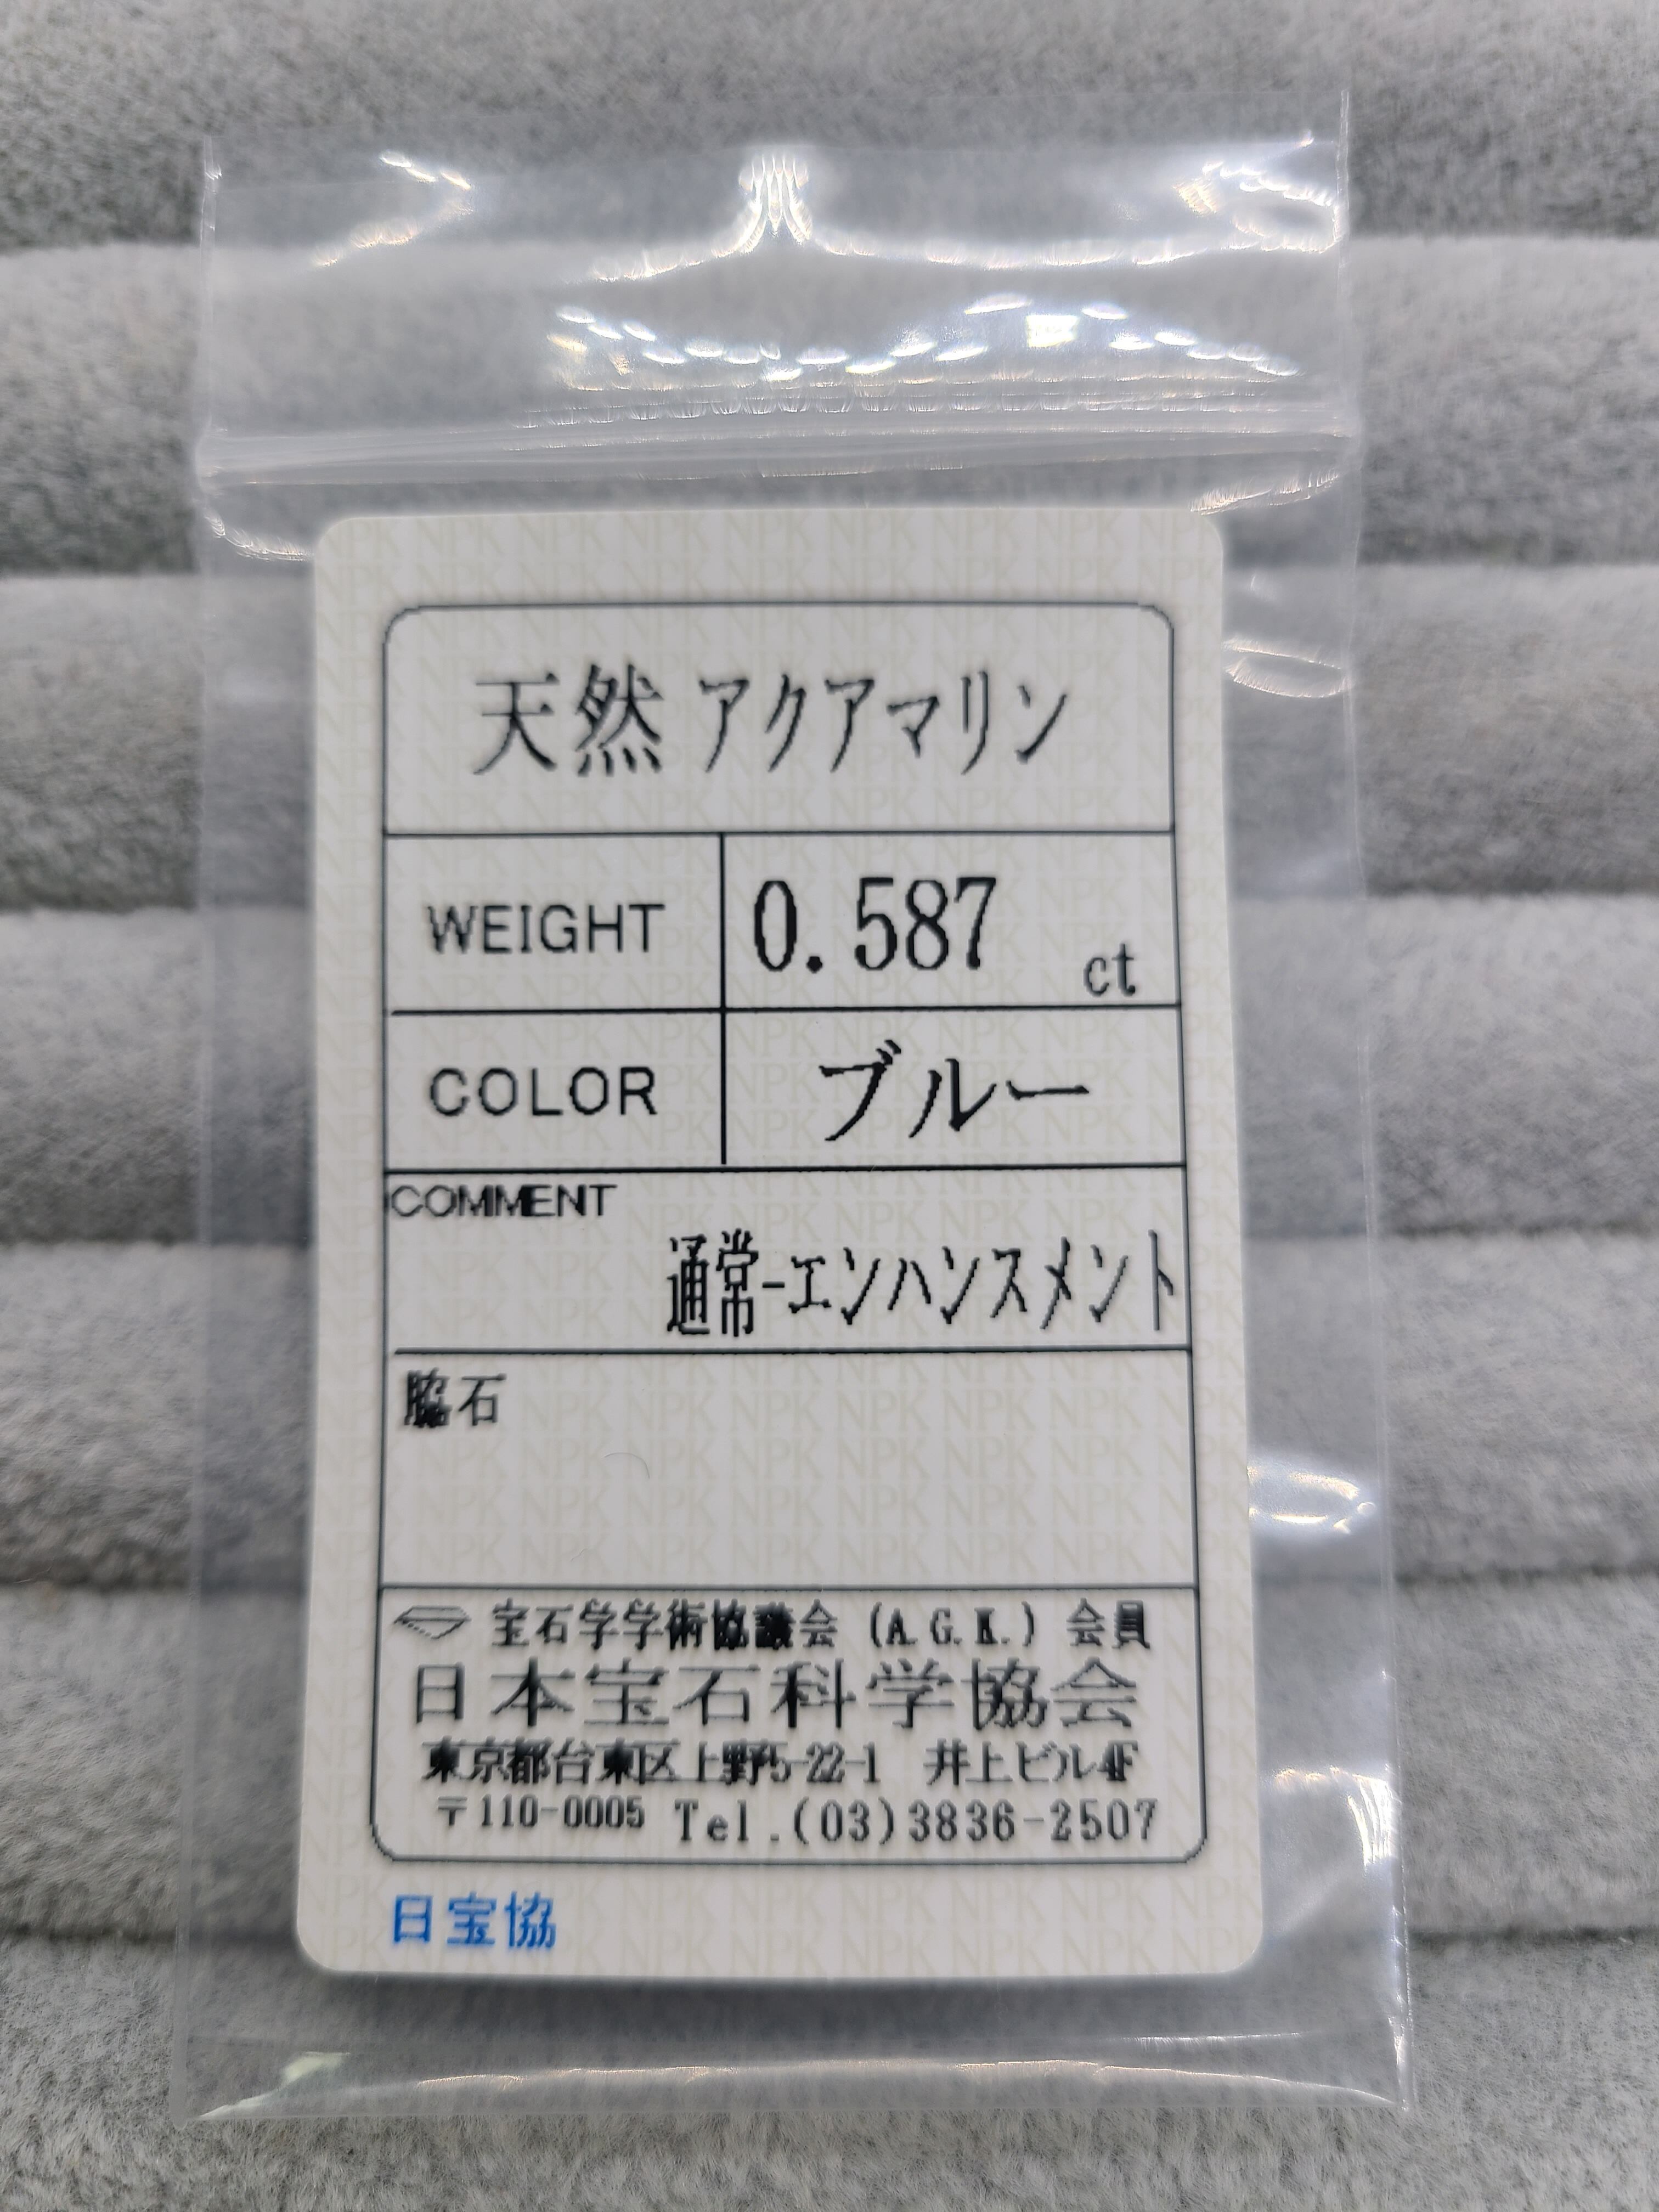 天然 アクアマリン
WEIGHT 0.587 ct
COLOR ブルー
COMMENT
通常-エンハンスメント
脇石
宝石学学術協議会 (A.G.K.) 会員
日本宝石科学協会
東京都台東区上野5-22-1 井上ビル4F
〒110-0005 Tel.(03)3836-2507
日宝協